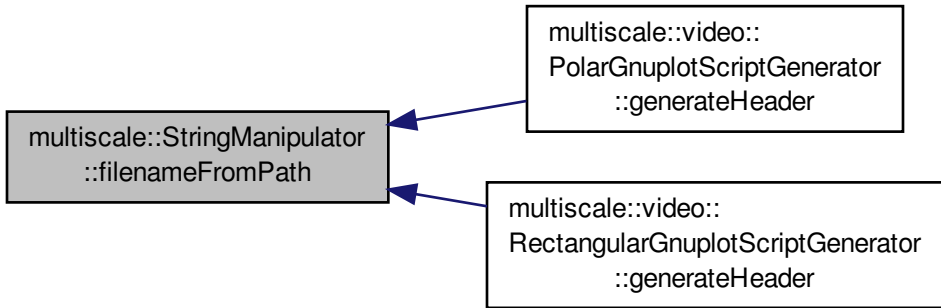 multiscale::StringManipulator
::filenameFromPath
multiscale::video::
PolarGnuplotScriptGenerator
::generateHeader
multiscale::video::
RectangularGnuplotScriptGenerator
::generateHeader